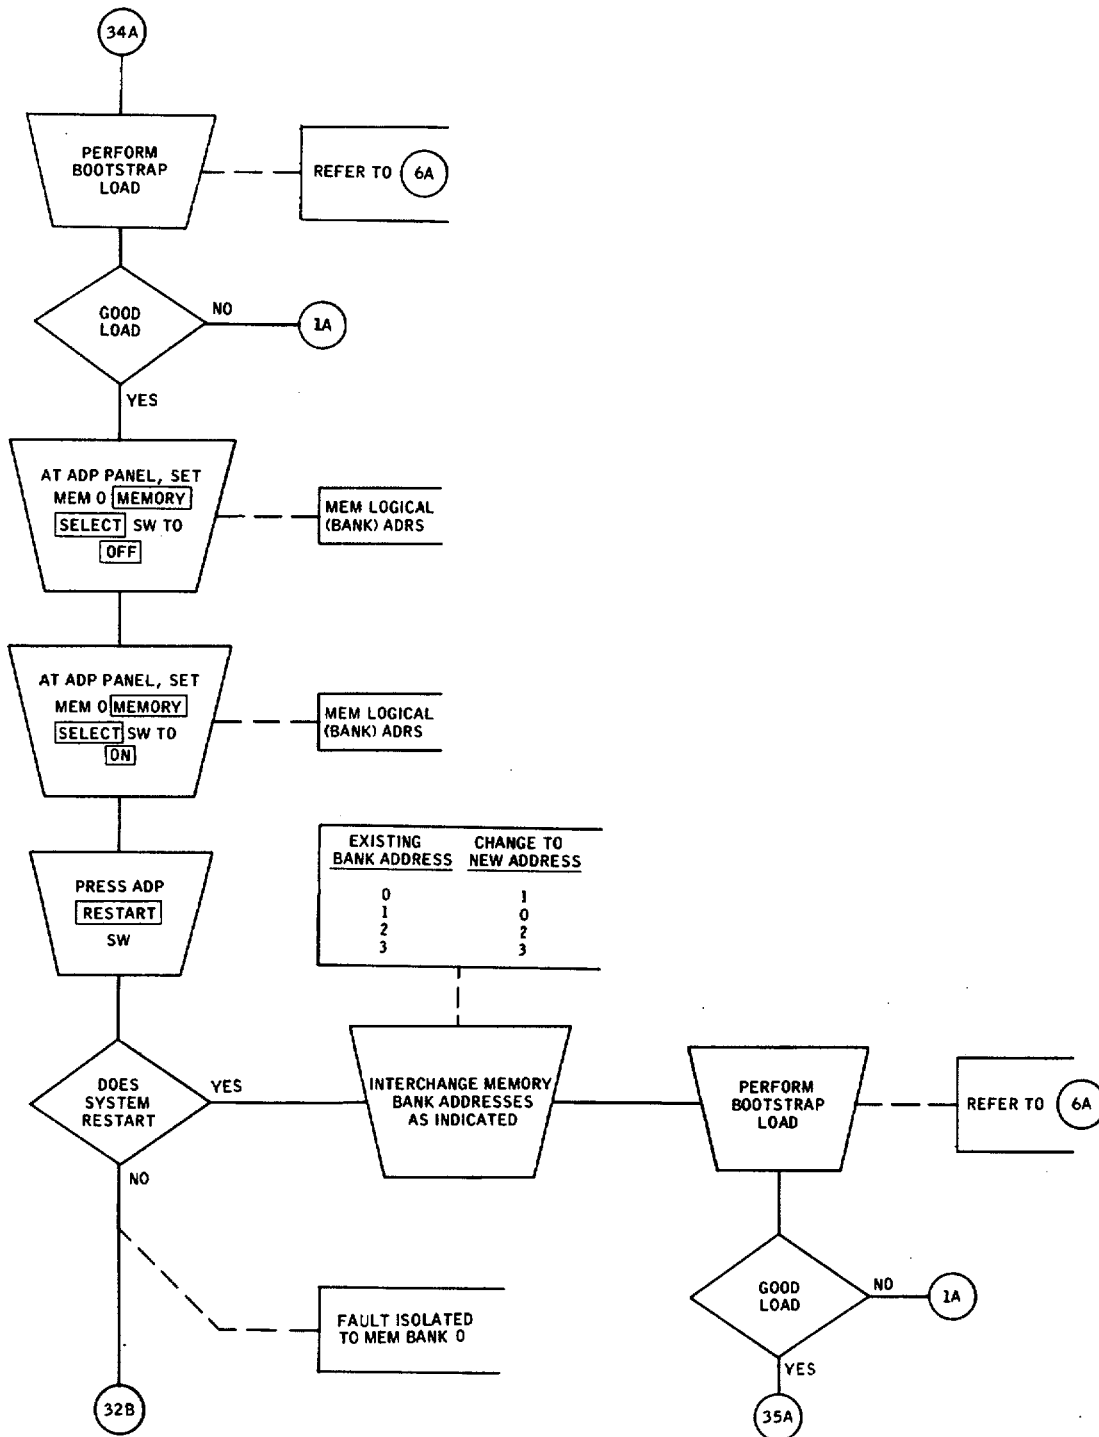 34A
PERFORM
BOOTSTRAP
LOAD
REFER TO 6A
GOOD
LOAD
NO
1A
YES
AT ADP PANEL, SET
MEM 0 MEMORY
SELECT SW TO
OFF
MEM LOGICAL
(BANK) ADRS
AT ADP PANEL, SET
MEM 0 MEMORY
SELECT SW TO
ON
MEM LOGICAL
(BANK) ADRS
PRESS ADP
RESTART
SW
EXISTING CHANGE TO
BANK ADDRESS NEW ADDRESS
0 1
1 0
2 2
3 3
DOES
SYSTEM
RESTART
YES
NO
INTERCHANGE MEMORY
BANK ADDRESSES
AS INDICATED
PERFORM
BOOTSTRAP
LOAD
REFER TO 6A
FAULT ISOLATED
TO MEM BANK 0
GOOD
LOAD
NO
1A
YES
32B
35A